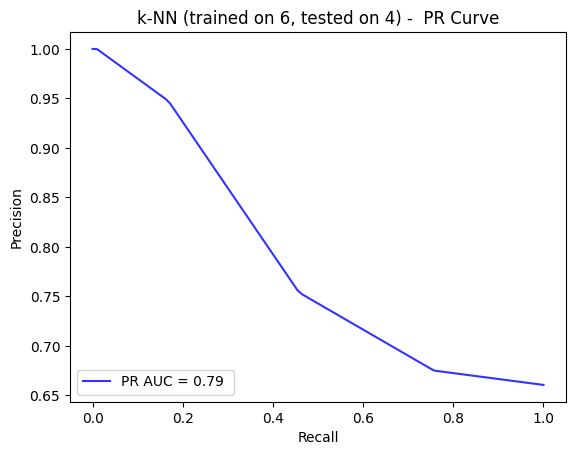 k-NN (trained on 6, tested on 4) -  PR Curve
1.00
0.95
0.90
0.85
0.80
0.75
0.70
0.65
Precision
PR AUC = 0.79
0.0 0.2 0.4 0.6 0.8 1.0
Recall